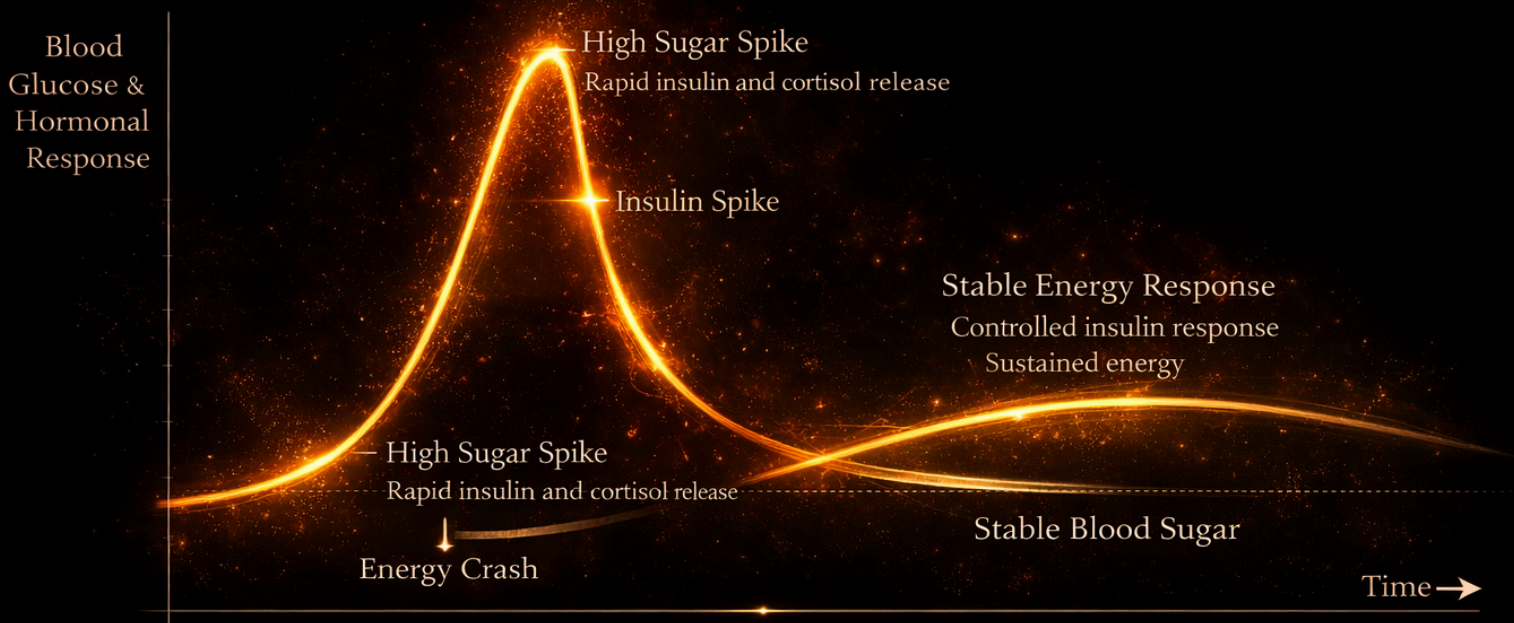 Blood
Glucose &
Hormonal
Response
High Sugar Spike
Rapid insulin and cortisol release
Insulin Spike
Stable Energy Response
Controlled insulin response
Sustained energy
High Sugar Spike
Rapid insulin and cortisol release
Energy Crash
Stable Blood Sugar
Time